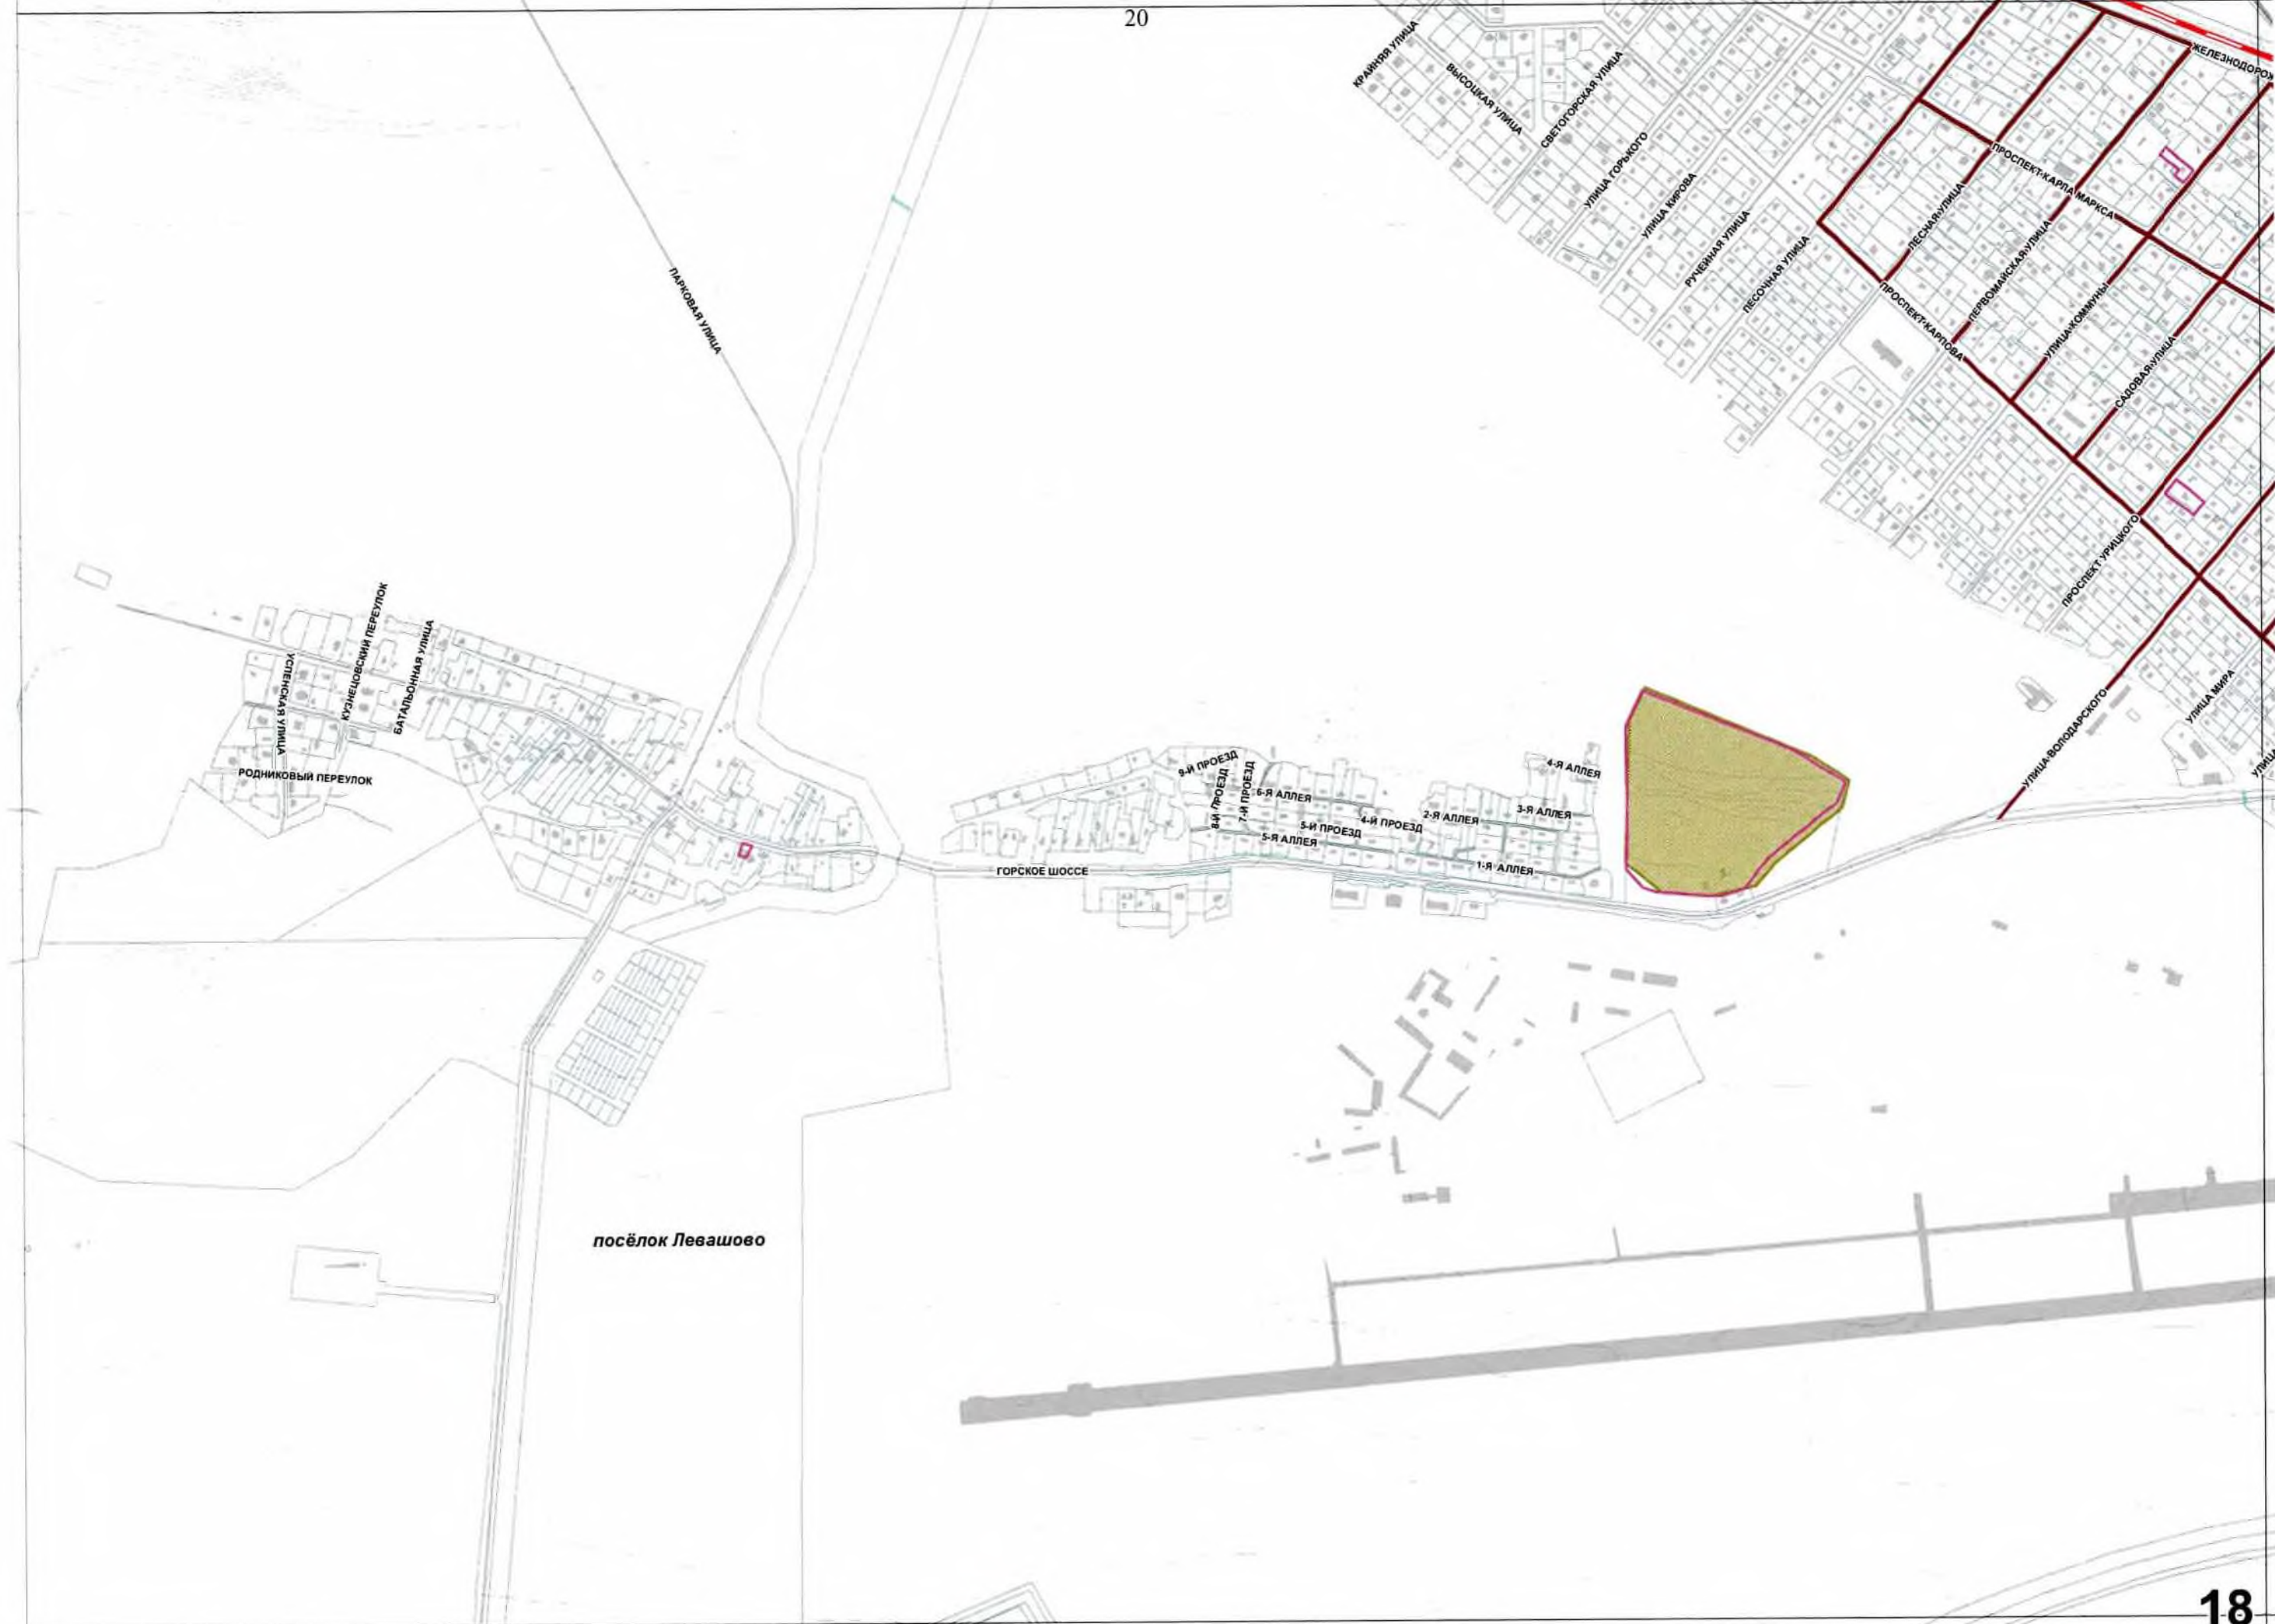 20
КРАЙНЯЯ УЛИЦА
ВЫСОЦКАЯ УЛИЦА
СВЕТОГОРСКАЯ УЛИЦА
УЛИЦА ГОРЬКОГО
УЛИЦА КИРОВА
РУЧЕЙНАЯ УЛИЦА
ПЕСОЧНАЯ УЛИЦА
ЖЕЛЕЗНОДОРОЖ
ПРОСПЕКТ КАРЛА МАРКСА
ЛЕСНАЯ УЛИЦА
ПЕРВОМАЙСКАЯ УЛИЦА
УЛИЦА КОММУНЫ
САДОВАЯ УЛИЦА
ПРОСПЕКТ КАРПОВА
ПРОСПЕКТ УРИЦКОГО
УЛИЦА ВОЛОДАРСКОГО
УЛИЦА МИРА
УЛИЦА
ПАРКОВАЯ УЛИЦА
УСПЕНСКАЯ УЛИЦА
КУЗНЕЦОВСКИЙ ПЕРЕУЛОК
БАТАЛЬОННАЯ УЛИЦА
РОДНИКОВЫЙ ПЕРЕУЛОК
9-Й ПРОЕЗД
8-Й ПРОЕЗД
7-Й ПРОЕЗД
6-Я АЛЛЕЯ
5-Й ПРОЕЗД
5-Я АЛЛЕЯ
4-Й ПРОЕЗД
2-Я АЛЛЕЯ
3-Я АЛЛЕЯ
4-Я АЛЛЕЯ
1-Я АЛЛЕЯ
ГОРСКОЕ ШОССЕ
посёлок Левашово
18